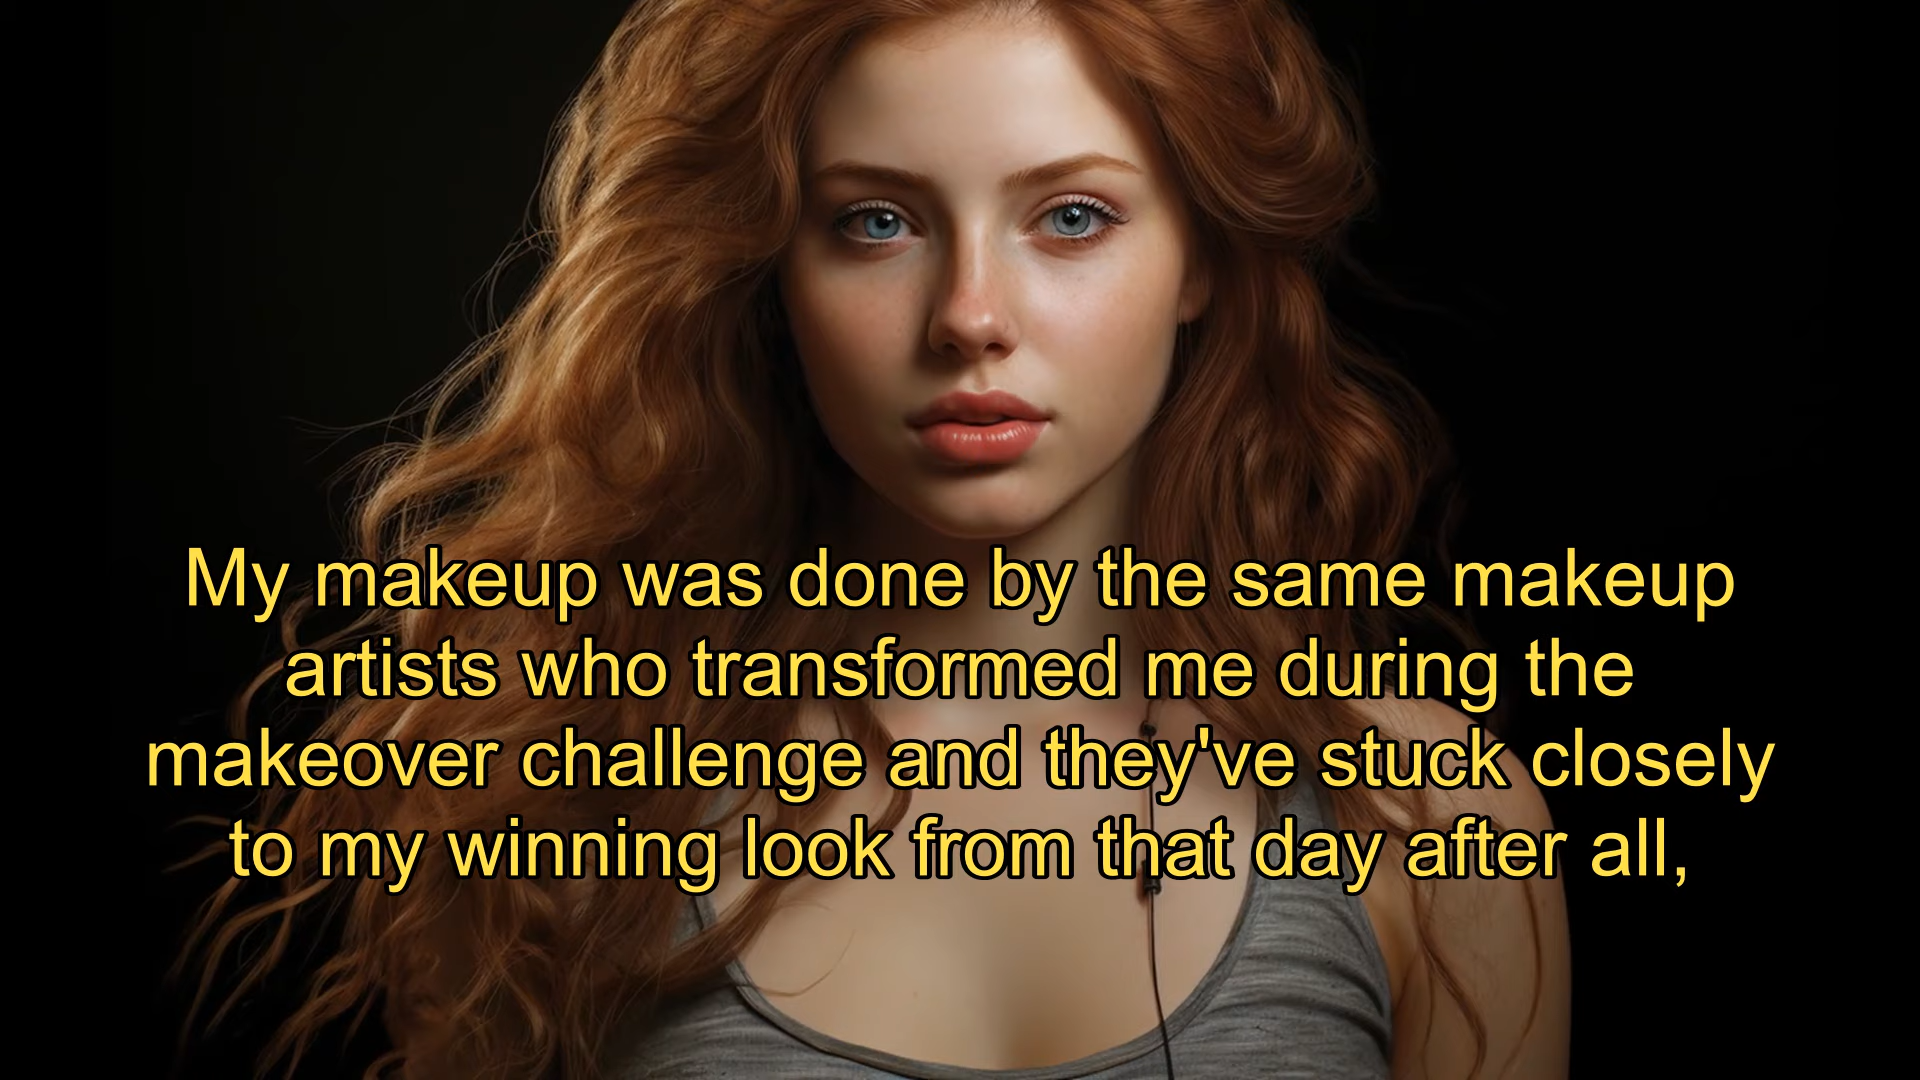 My makeup was done by the same makeup
artists who transformed me during the
makeover challenge and they've stuck closely
to my winning look from that day after all,